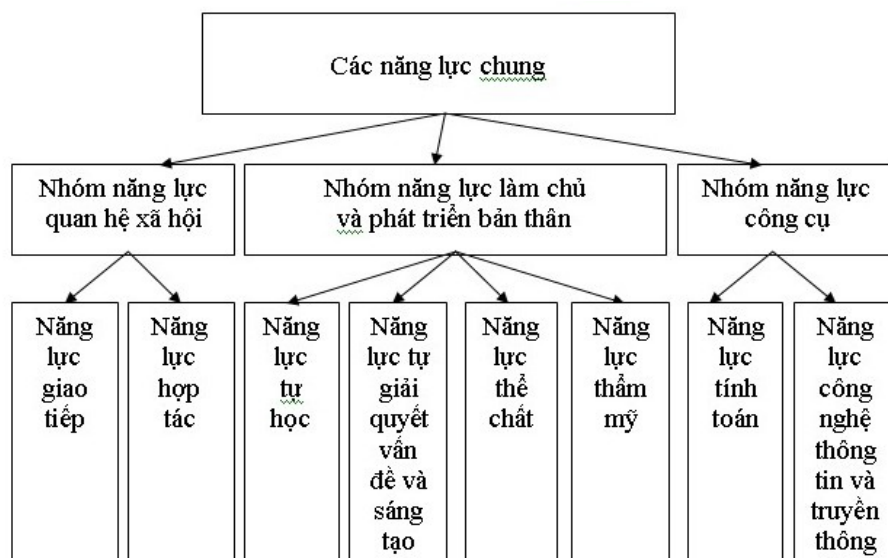 Các năng lực chung
Nhóm năng lực
quan hệ xã hội
Nhóm năng lực làm chủ
và phát triển bản thân
Nhóm năng lực
công cụ
Năng
lực
giao
tiếp
Năng
lực
hợp
tác
Năng
lực
tự
học
Năng
lực tự
giải
quyết
vấn
đề và
sáng
tạo
Năng
lực
thể
chất
Năng
lực
thẩm
mỹ
Năng
lực
tính
toán
Năng
lực
công
nghệ
thông
tin và
truyền
thông